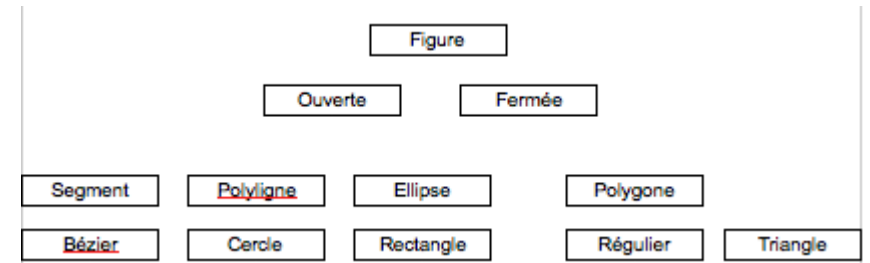 Figure
Ouverte Fermée
Segment Polyligne Ellipse Polygone
Bézier Cercle Rectangle Régulier Triangle